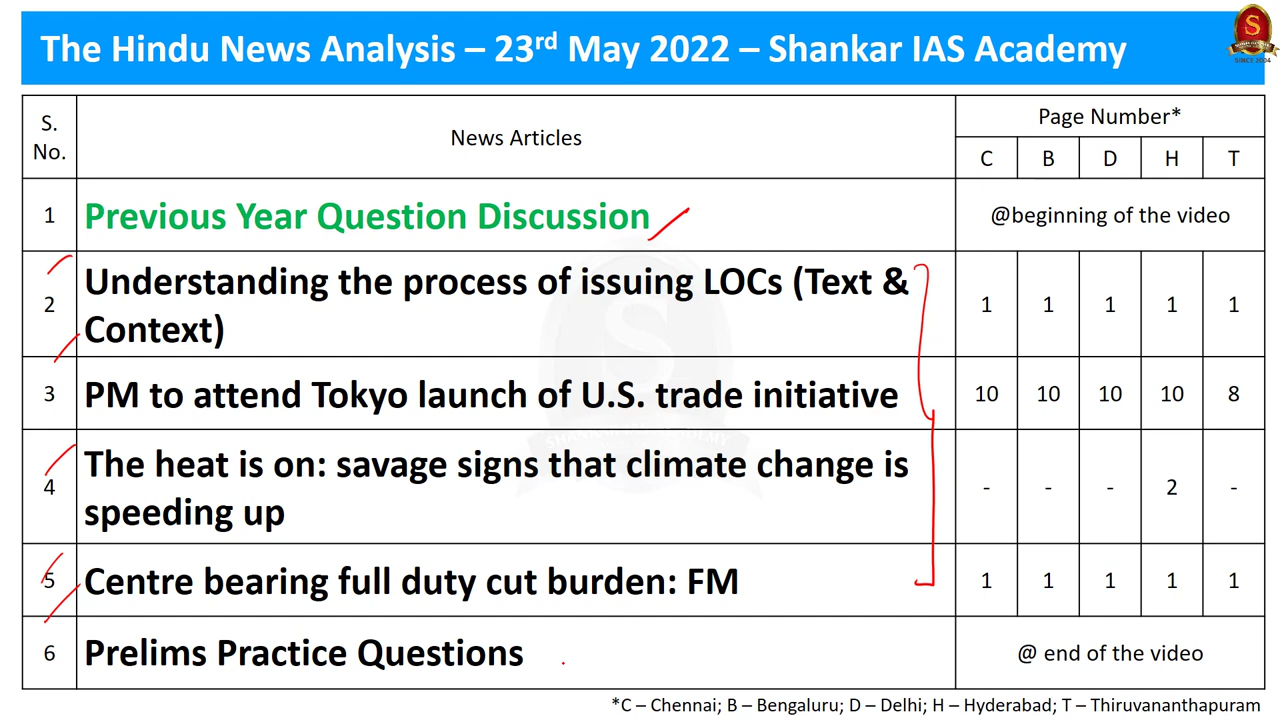 The Hindu News Analysis – 23rd May 2022 – Shankar IAS Academy
S
SINCE 2004
S. No.
News Articles
Page Number*
C B D H T
1 Previous Year Question Discussion @beginning of the video
2 Understanding the process of issuing LOCs (Text & 1 1 1 1 1
Context)
3 PM to attend Tokyo launch of U.S. trade initiative 10 10 10 10 8
4 The heat is on: savage signs that climate change is - - - 2 -
speeding up
5 Centre bearing full duty cut burden: FM 1 1 1 1 1
6 Prelims Practice Questions @ end of the video
*C – Chennai; B – Bengaluru; D – Delhi; H – Hyderabad; T – Thiruvananthapuram